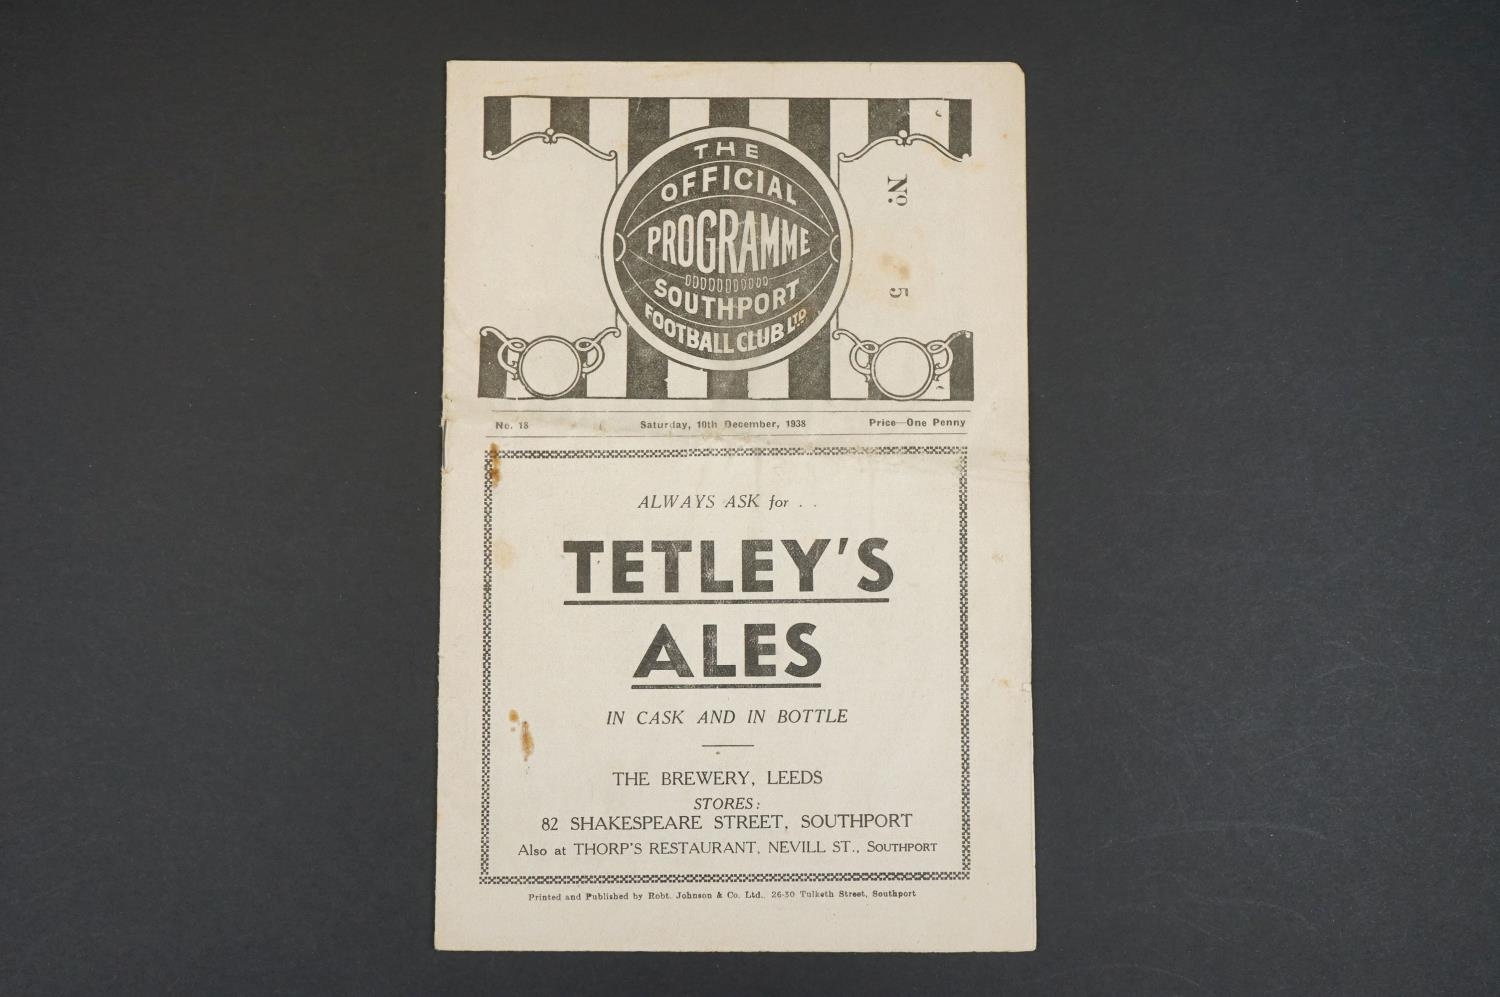 THE
OFFICIAL
PROGRAMME
SOUTHPORT
FOOTBALL CLUB LTD
No. 5
No. 18 Saturday, 10th December, 1938 Price—One Penny
ALWAYS ASK for . .
TETLEY'S
ALES
IN CASK AND IN BOTTLE
THE BREWERY, LEEDS
STORES:
82 SHAKESPEARE STREET, SOUTHPORT
Also at THORP'S RESTAURANT, NEVILL ST., SOUTHPORT
Printed and Published by Robt. Johnson & Co. Ltd., 26-30 Tulketh Street, Southport